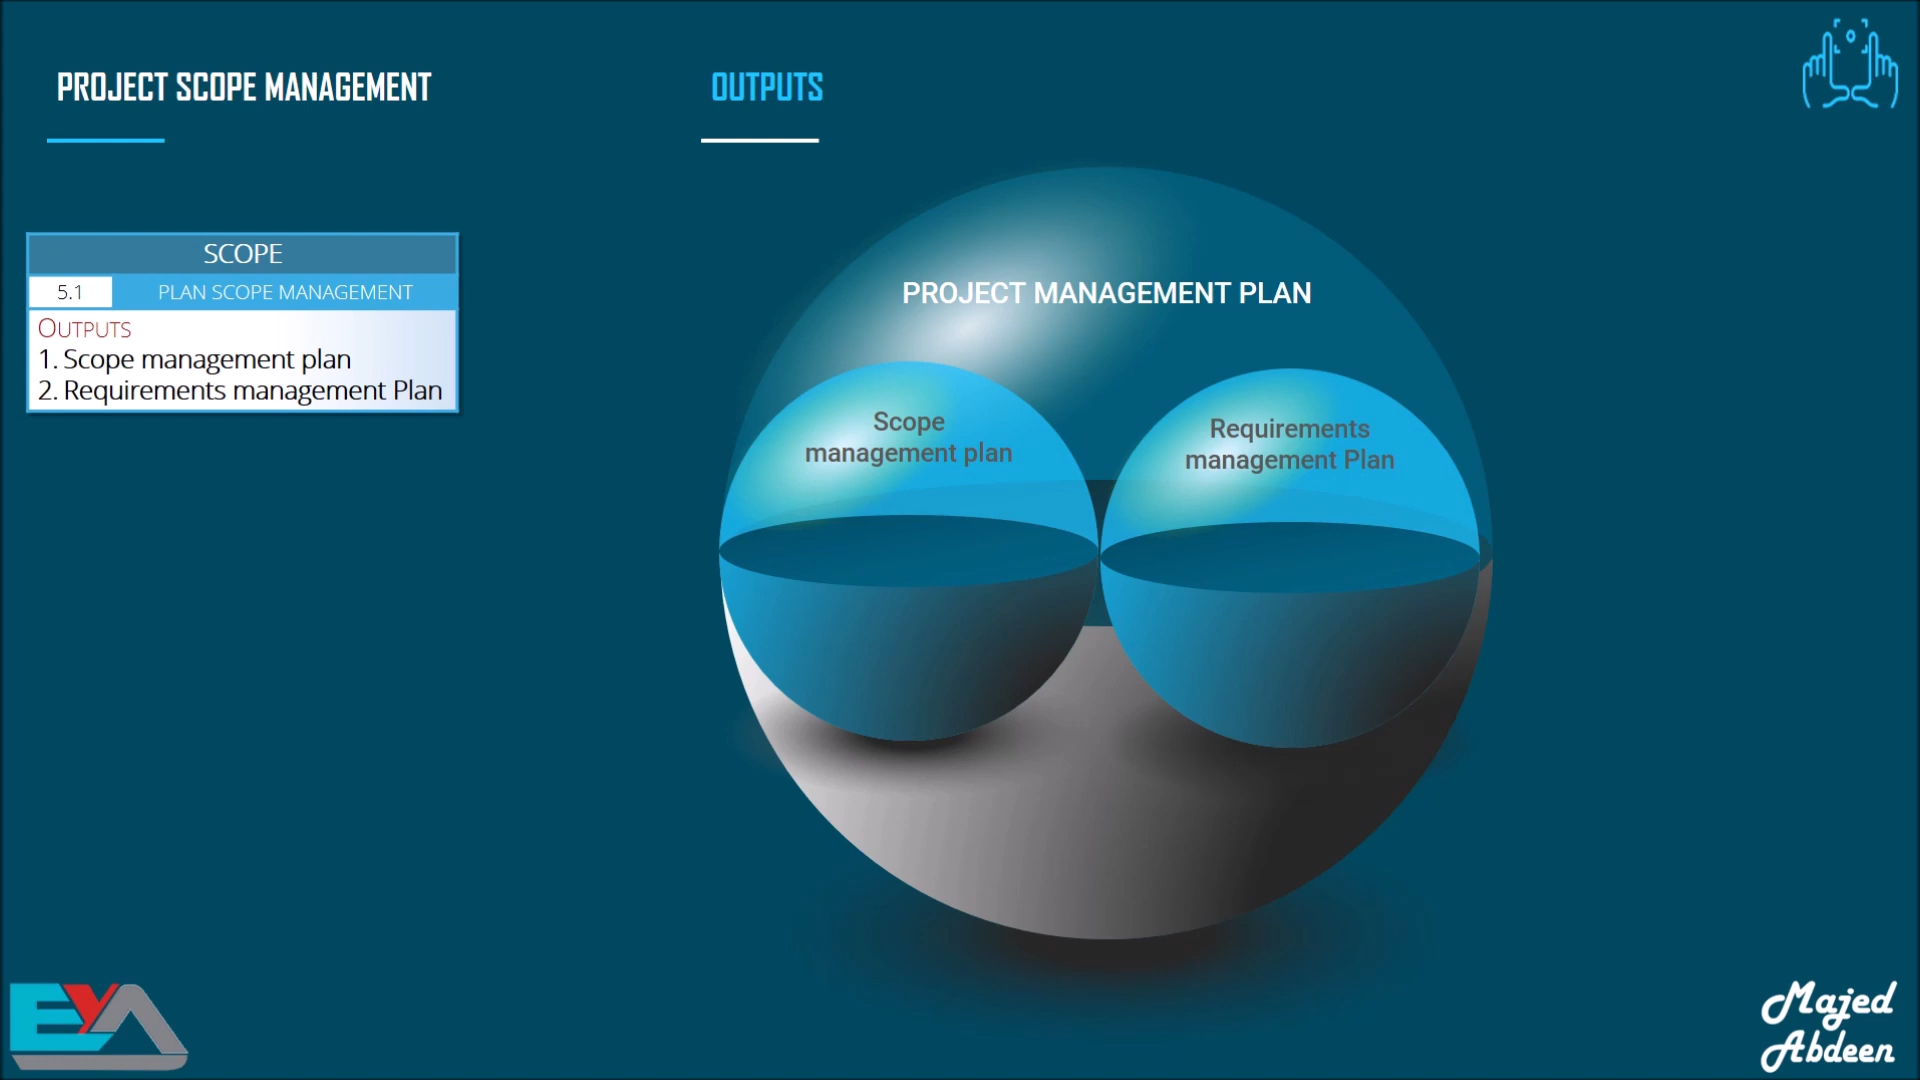 PROJECT SCOPE MANAGEMENT
OUTPUTS
SCOPE
5.1 PLAN SCOPE MANAGEMENT
OUTPUTS
1. Scope management plan
2. Requirements management Plan
PROJECT MANAGEMENT PLAN
Scope
management plan
Requirements
management Plan
EYA
Majed
Abdeen